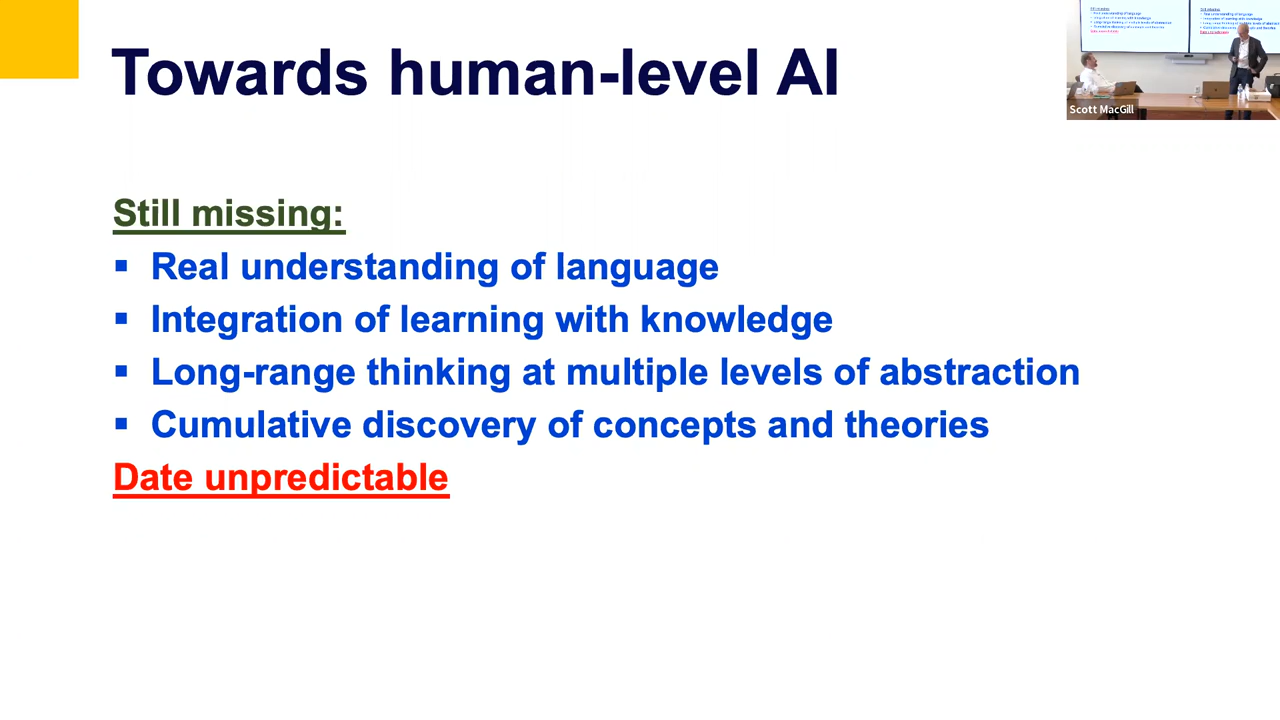 Towards human-level AI
Scott MacGill
Still missing:
▪ Real understanding of language
▪ Integration of learning with knowledge
▪ Long-range thinking at multiple levels of abstraction
▪ Cumulative discovery of concepts and theories
Date unpredictable